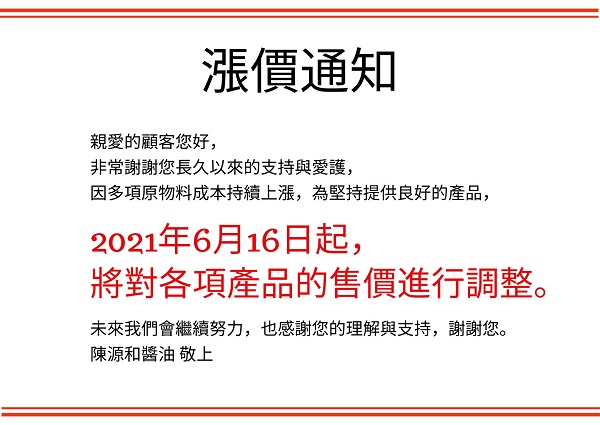 漲價通知
親愛的顧客您好，
非常謝謝您長久以來的支持與愛護，
因多項原物料成本持續上漲，為堅持提供良好的產品，
2021年6月16日起，
將對各項產品的售價進行調整。
未來我們會繼續努力，也感謝您的理解與支持，謝謝您。
陳源和醬油 敬上